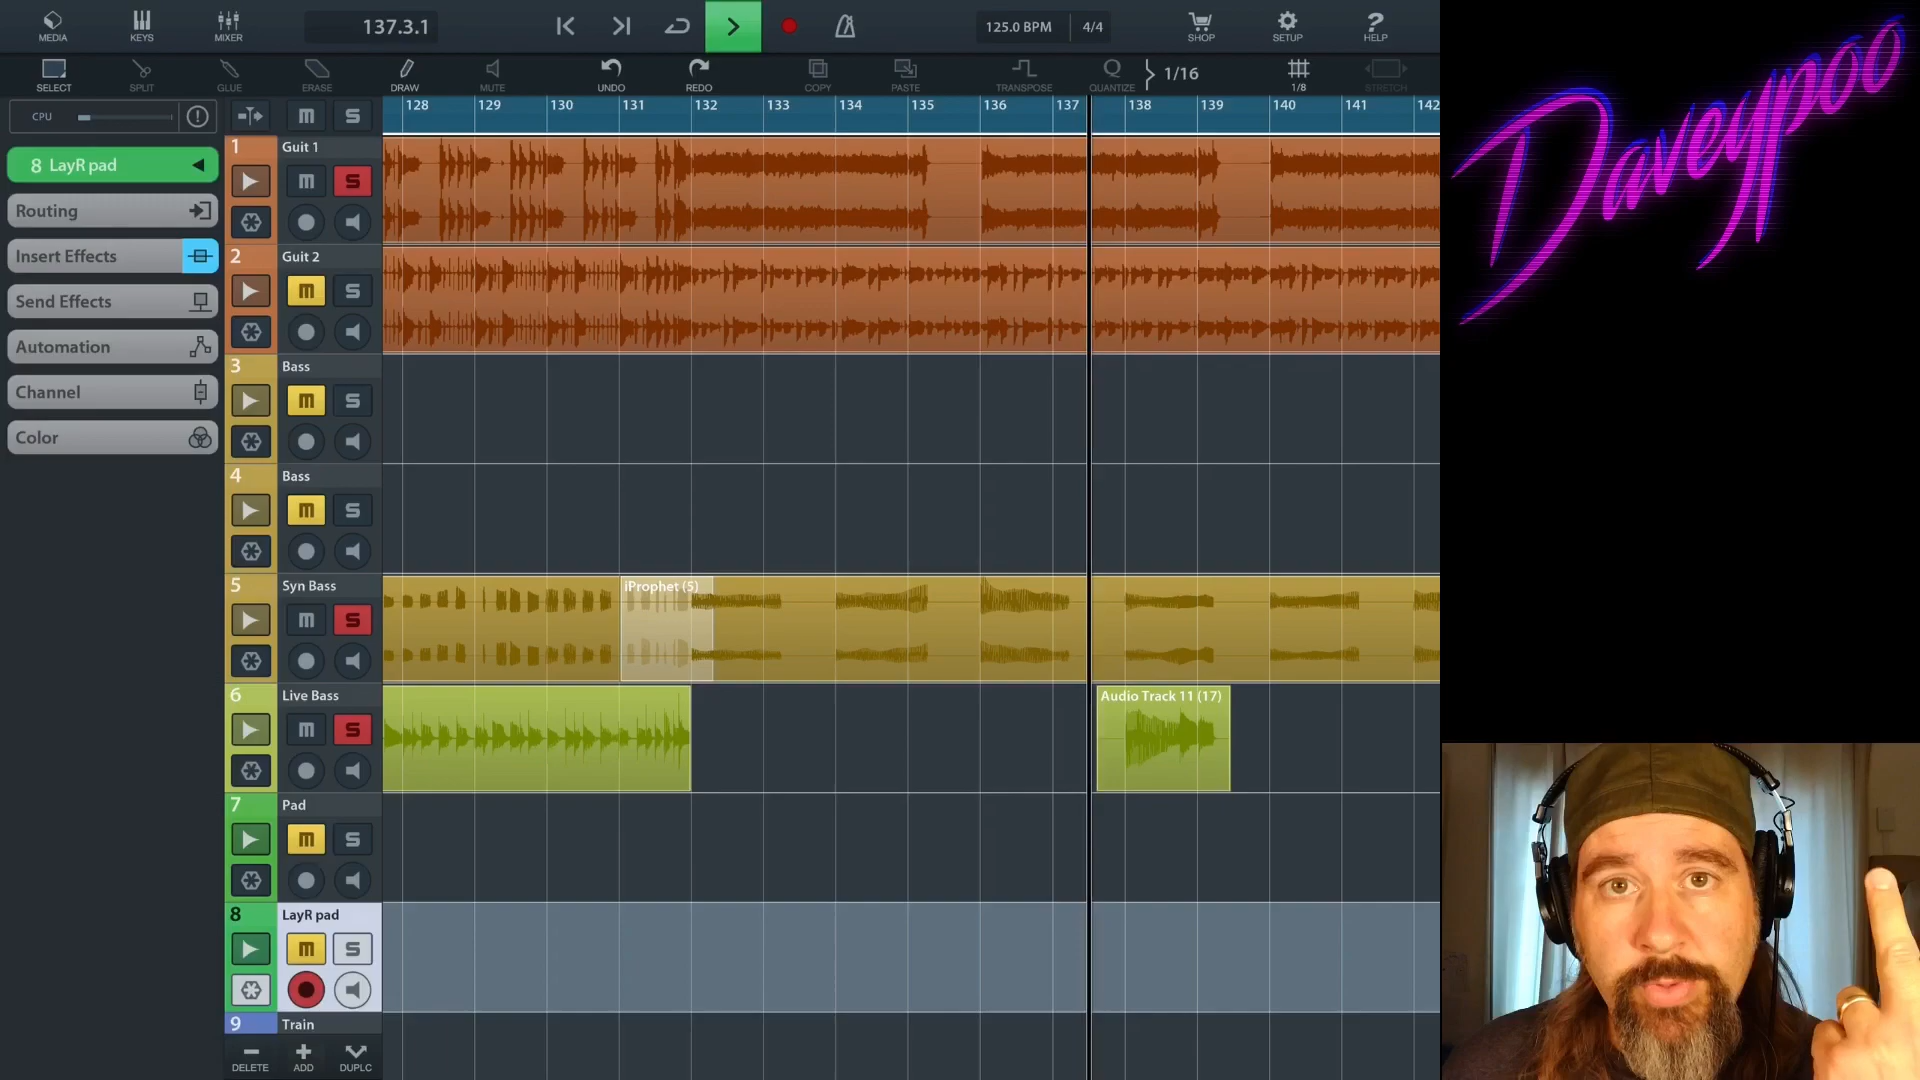 MEDIA
KEYS
MIXER
137.3.1
125.0 BPM
4/4
SHOP
SETUP
?
HELP
SELECT
SPLIT
GLUE
ERASE
DRAW
MUTE
UNDO
REDO
COPY
PASTE
TRANSPOSE
Q
QUANTIZE
1/16
1/8
STRETCH
CPU
M
S
128
129
130
131
132
133
134
135
136
137
138
139
140
141
142
8 LayR pad
Routing
Insert Effects
Send Effects
Automation
Channel
Color
1
Guit 1
M
S
2
Guit 2
M
S
3
Bass
M
S
4
Bass
M
S
5
Syn Bass
M
S
iProphet (5)
6
Live Bass
M
S
Audio Track 11 (17)
7
Pad
M
S
8
LayR pad
M
S
9
Train
DELETE
ADD
DUPLC
Daveypoo